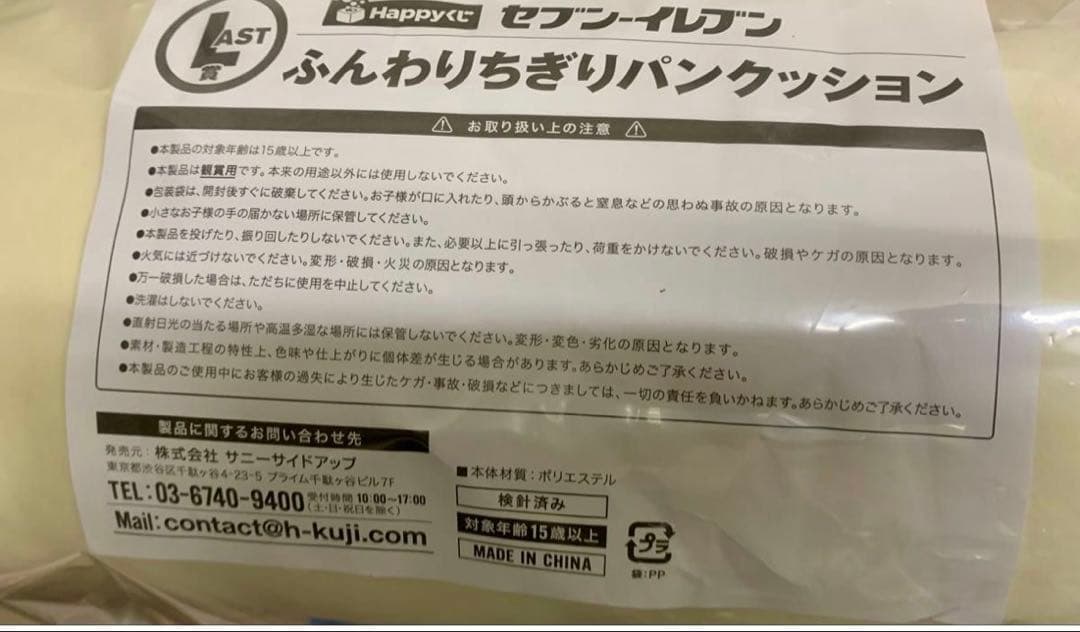 LAST賞
Happyくじ セブン-イレブン
ふんわりちぎりパンクッション
お取り扱い上の注意
●本製品の対象年齢は15歳以上です。
●本製品は観賞用です。本来の用途以外には使用しないでください。
●包装袋は、開封後すぐに破棄してください。お子様が口に入れたり、頭からかぶると窒息などの思わぬ事故の原因となります。
●小さなお子様の手の届かない場所に保管してください。
●本製品を投げたり、振り回したりしないでください。また、必要以上に引っ張ったり、荷重をかけないでください。破損やケガの原因となります。
●火気には近づけないでください。変形・破損・火災の原因となります。
●万一破損した場合は、ただちに使用を中止してください。
●洗濯はしないでください。
●直射日光の当たる場所や高温多湿な場所には保管しないでください。変形・変色・劣化の原因となります。
●素材・製造工程の特性上、色味や仕上がりに個体差が生じる場合があります。あらかじめご了承ください。
●本製品のご使用中にお客様の過失により生じたケガ・事故・破損などにつきましては、一切の責任を負いかねます。あらかじめご了承ください。
製品に関するお問い合わせ先
発売元：株式会社 サニーサイドアップ
東京都渋谷区千駄ヶ谷4-23-5 プライム千駄ヶ谷ビル7F
TEL：03-6740-9400 受付時間 10:00～17:00
（土・日・祝日を除く）
Mail：contact@h-kuji.com
■本体材質：ポリエステル
検針済み
対象年齢15歳以上
MADE IN CHINA
プラ
袋：PP